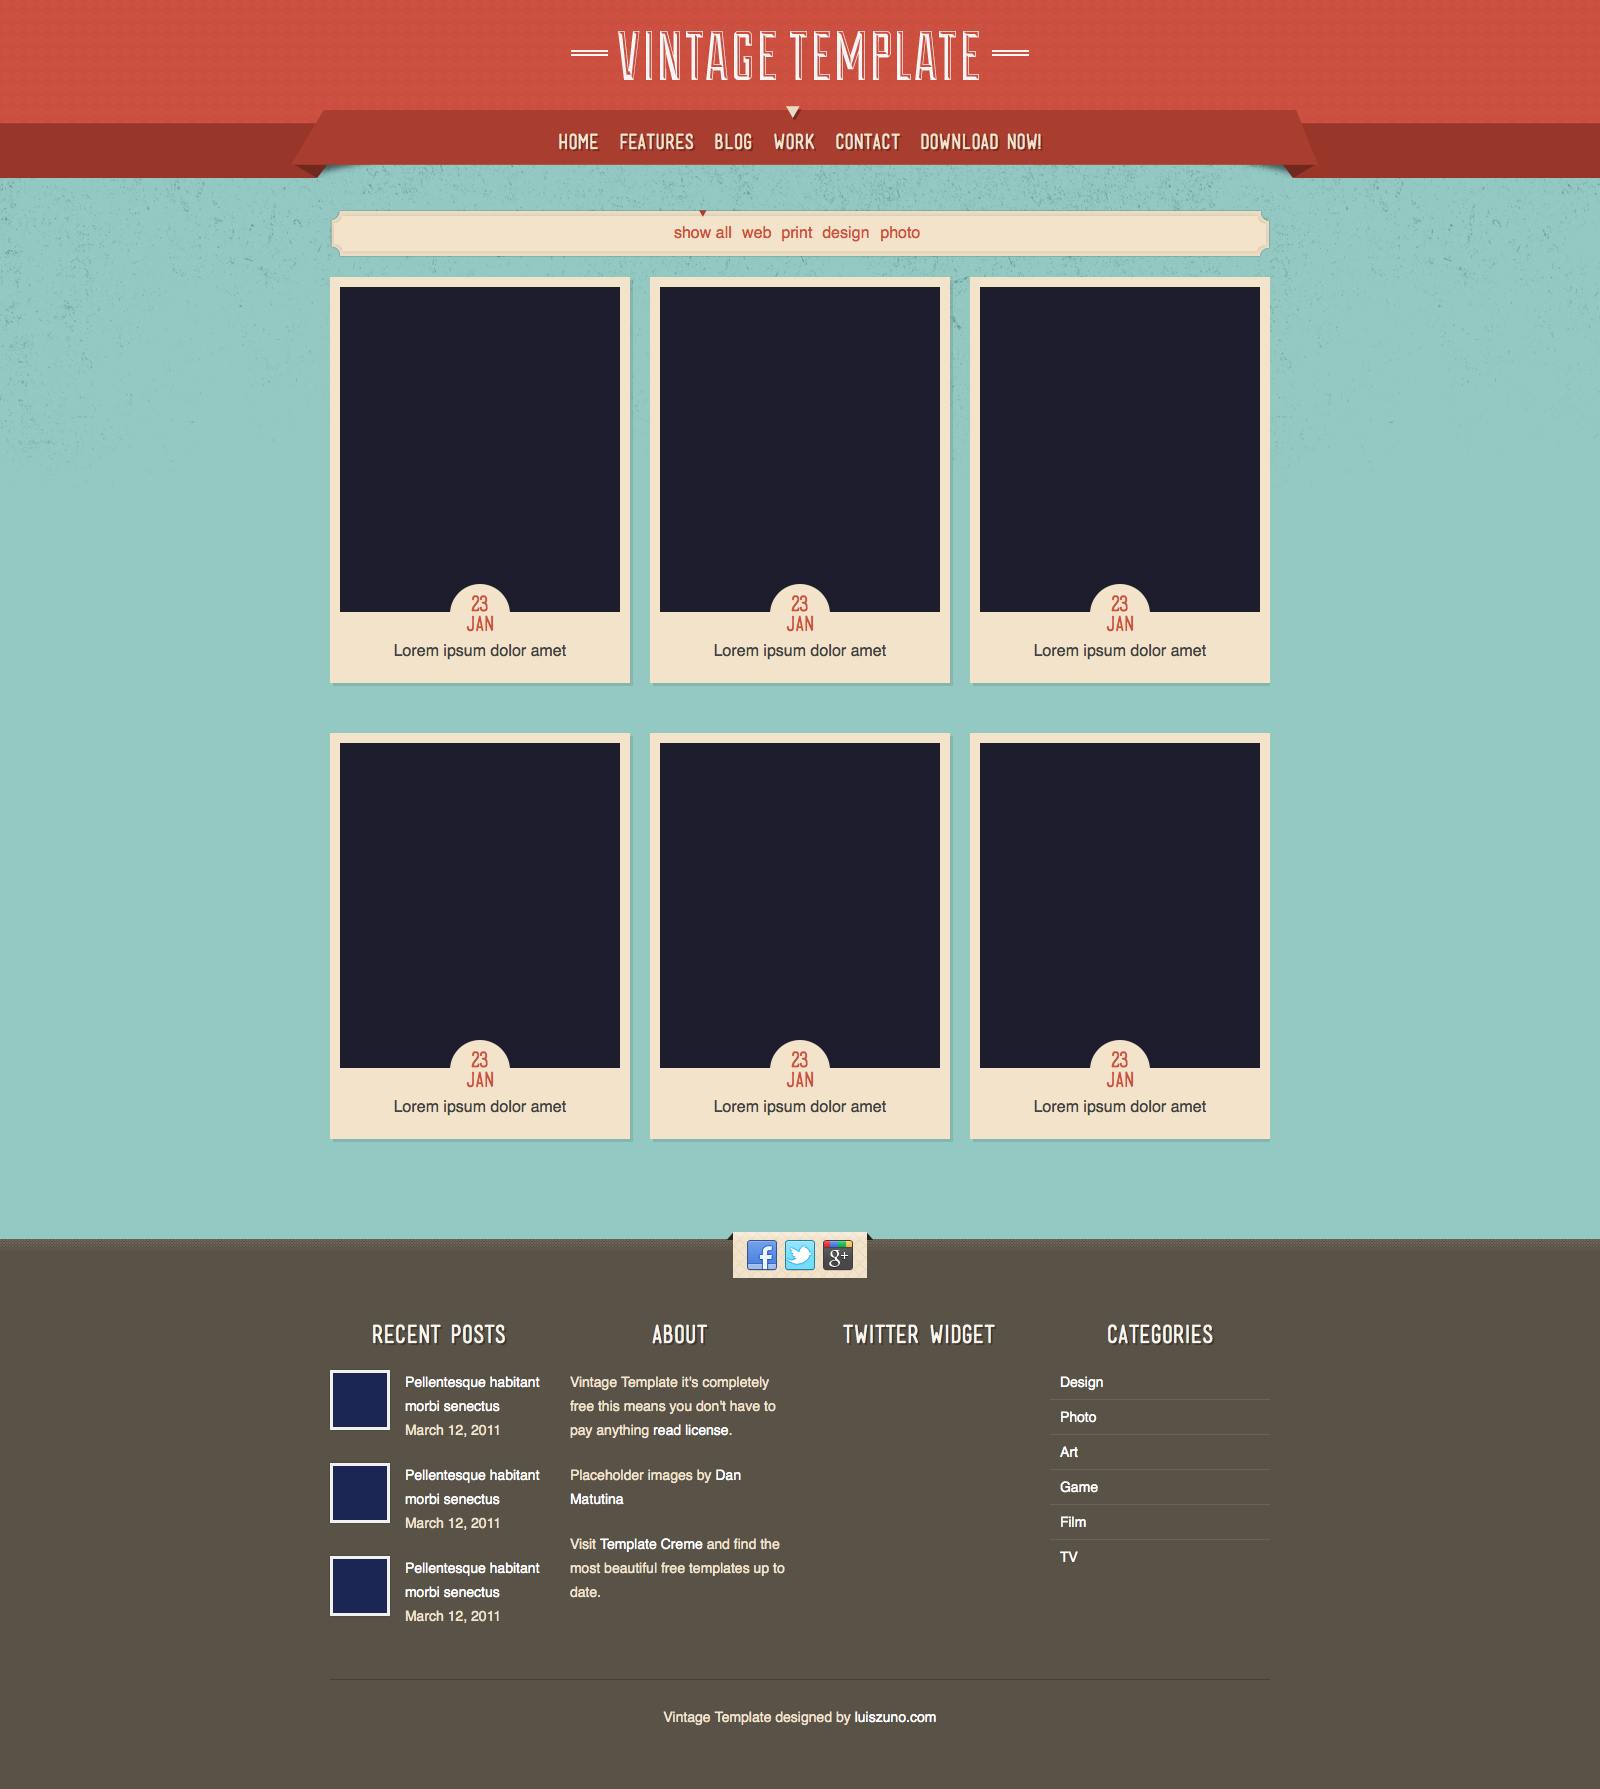 VINTAGE TEMPLATE
HOME FEATURES BLOG WORK CONTACT DOWNLOAD NOW!
show all web print design photo
23 23 23
JAN JAN JAN
Lorem ipsum dolor amet Lorem ipsum dolor amet Lorem ipsum dolor amet
23 23 23
JAN JAN JAN
Lorem ipsum dolor amet Lorem ipsum dolor amet Lorem ipsum dolor amet
f g+
RECENT POSTS
Pellentesque habitant
morbi senectus
March 12, 2011
Pellentesque habitant
morbi senectus
March 12, 2011
Pellentesque habitant
morbi senectus
March 12, 2011
ABOUT
Vintage Template it's completely
free this means you don't have to
pay anything read license.
Placeholder images by Dan
Matutina
Visit Template Creme and find the
most beautiful free templates up to
date.
TWITTER WIDGET
CATEGORIES
Design
Photo
Art
Game
Film
TV
Vintage Template designed by luiszuno.com